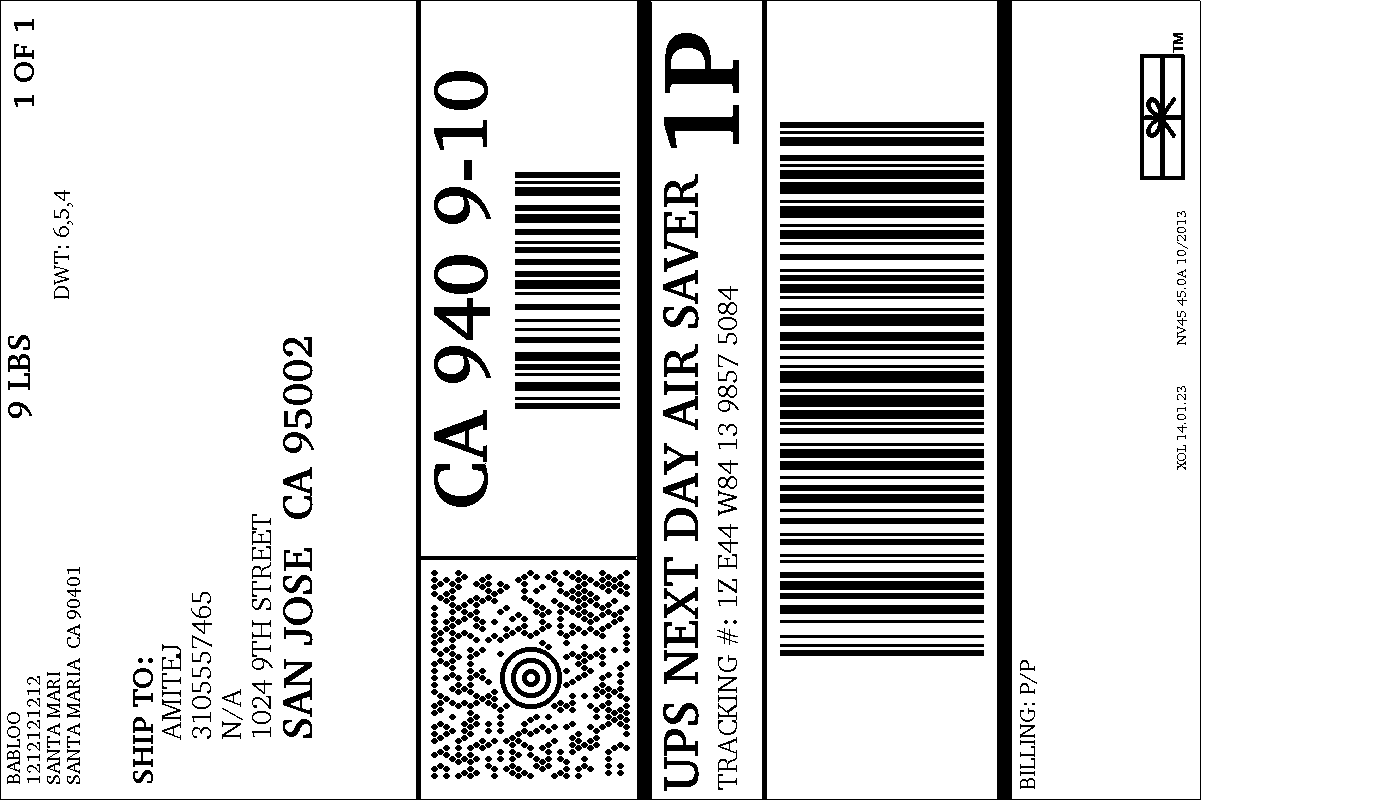 BABLOO
1212121212
SANTA MARI
SANTA MARIA CA 90401
9 LBS
1 OF 1
DWT: 6,5,4
SHIP TO:
AMITEJ
3105557465
N/A
1024 9TH STREET
SAN JOSE CA 95002
CA 940 9-10
UPS NEXT DAY AIR SAVER 1P
TRACKING #: 1Z E44 W84 13 9857 5084
BILLING: P/P
XOL 14.01.23 NV45 45.0A 10/2013
TM